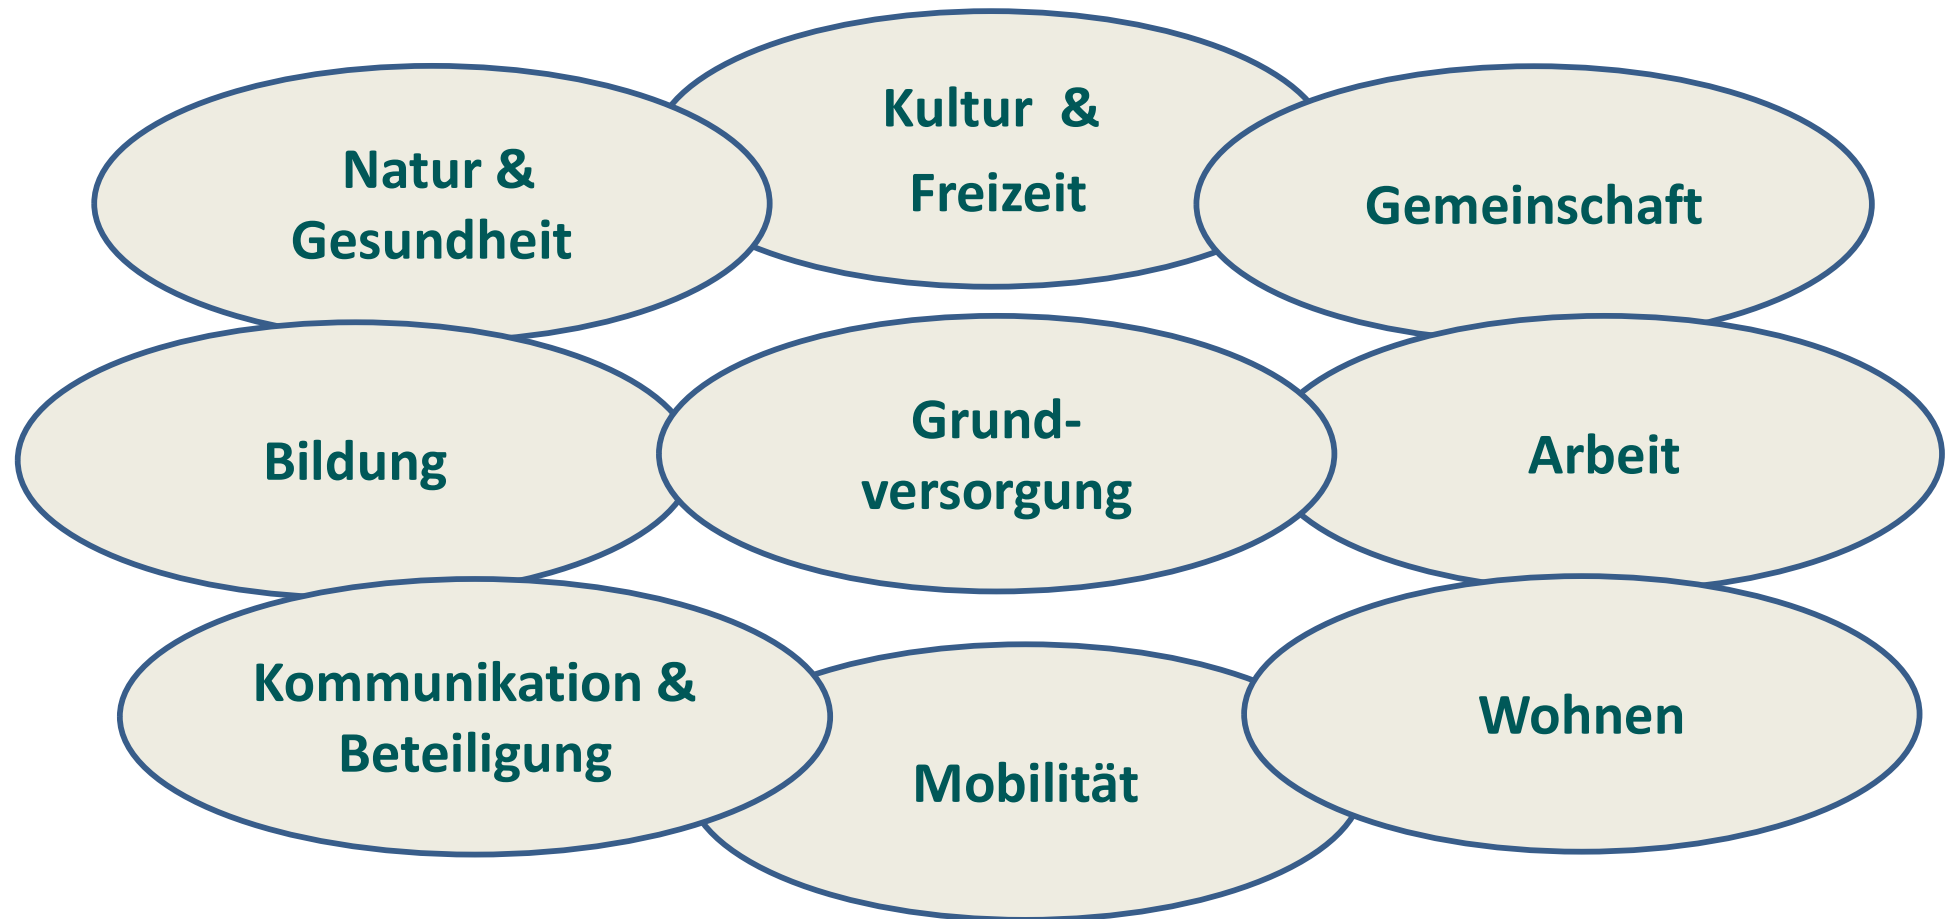 Natur &
Gesundheit
Kultur &
Freizeit
Gemeinschaft
Bildung
Grund-
versorgung
Arbeit
Kommunikation &
Beteiligung
Mobilität
Wohnen